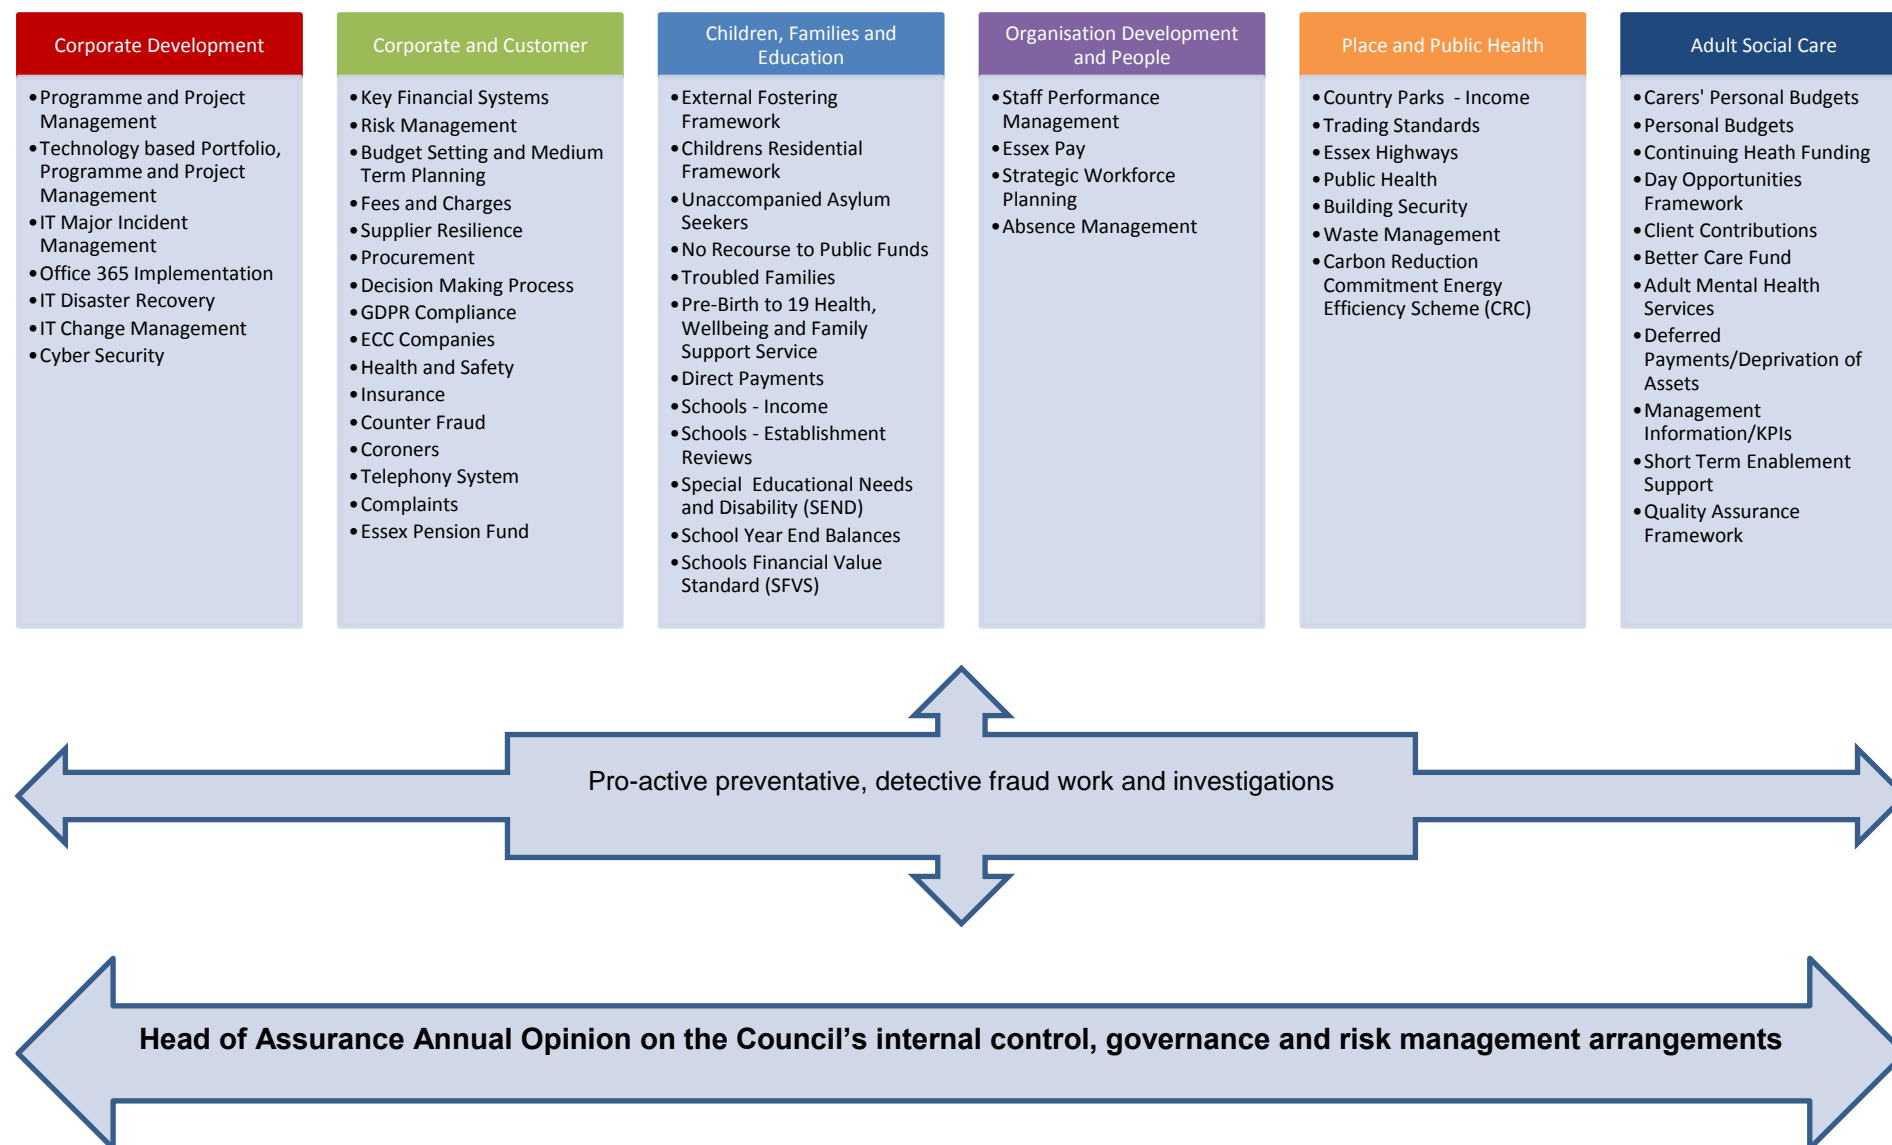 Corporate Development
• Programme and Project
Management
• Technology based Portfolio,
Programme and Project
Management
• IT Major Incident
Management
• Office 365 Implementation
• IT Disaster Recovery
• IT Change Management
• Cyber Security
Corporate and Customer
• Key Financial Systems
• Risk Management
• Budget Setting and Medium
Term Planning
• Fees and Charges
• Supplier Resilience
• Procurement
• Decision Making Process
• GDPR Compliance
• ECC Companies
• Health and Safety
• Insurance
• Counter Fraud
• Coroners
• Telephony System
• Complaints
• Essex Pension Fund
Children, Families and
Education
• External Fostering
Framework
• Childrens Residential
Framework
• Unaccompanied Asylum
Seekers
• No Recourse to Public Funds
• Troubled Families
• Pre-Birth to 19 Health,
Wellbeing and Family
Support Service
• Direct Payments
• Schools - Income
• Schools - Establishment
Reviews
• Special Educational Needs
and Disability (SEND)
• School Year End Balances
• Schools Financial Value
Standard (SFVS)
Organisation Development
and People
• Staff Performance
Management
• Essex Pay
• Strategic Workforce
Planning
• Absence Management
Place and Public Health
• Country Parks - Income
• Trading Standards
• Essex Highways
• Public Health
• Building Security
• Waste Management
• Carbon Reduction
Commitment Energy
Efficiency Scheme (CRC)
Adult Social Care
• Carers' Personal Budgets
• Personal Budgets
• Continuing Heath Funding
• Day Opportunities
Framework
• Client Contributions
• Better Care Fund
• Adult Mental Health
Services
• Deferred
Payments/Deprivation of
Assets
• Management
Information/KPIs
• Short Term Enablement
Support
• Quality Assurance
Framework
Pro-active preventative, detective fraud work and investigations
Head of Assurance Annual Opinion on the Council’s internal control, governance and risk management arrangements